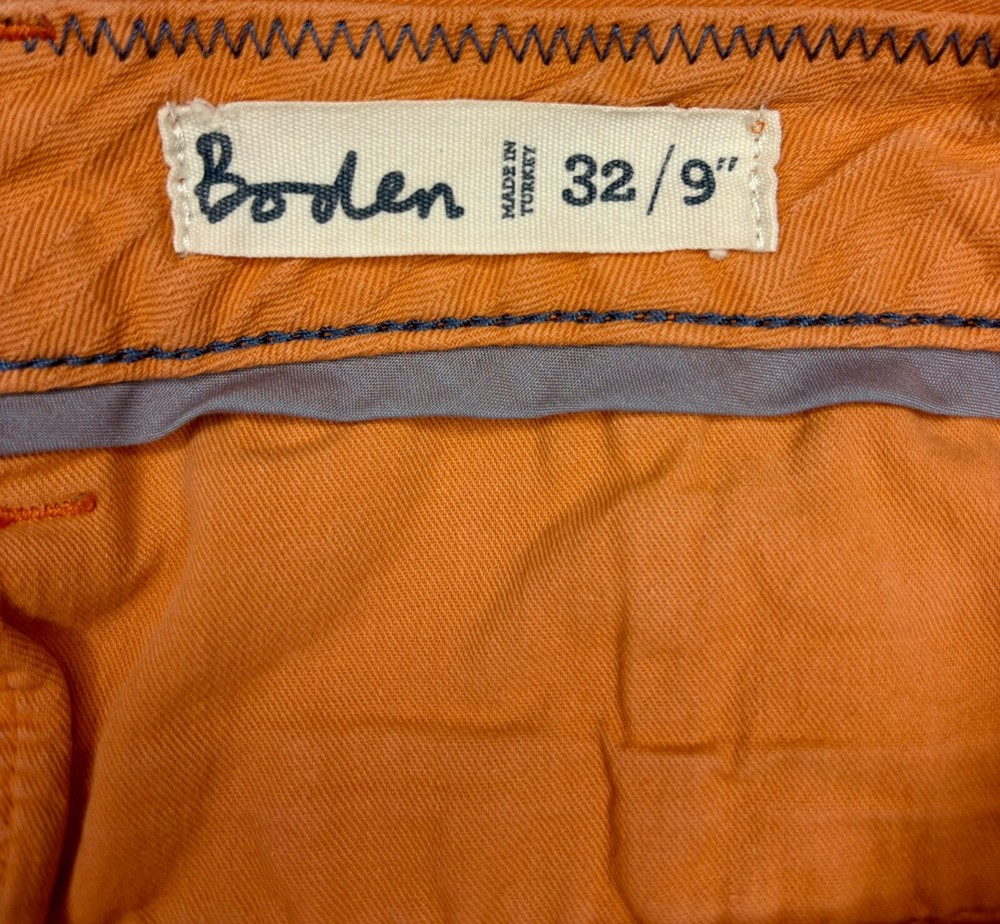 Boden
MADE IN
TURKEY
32/9"